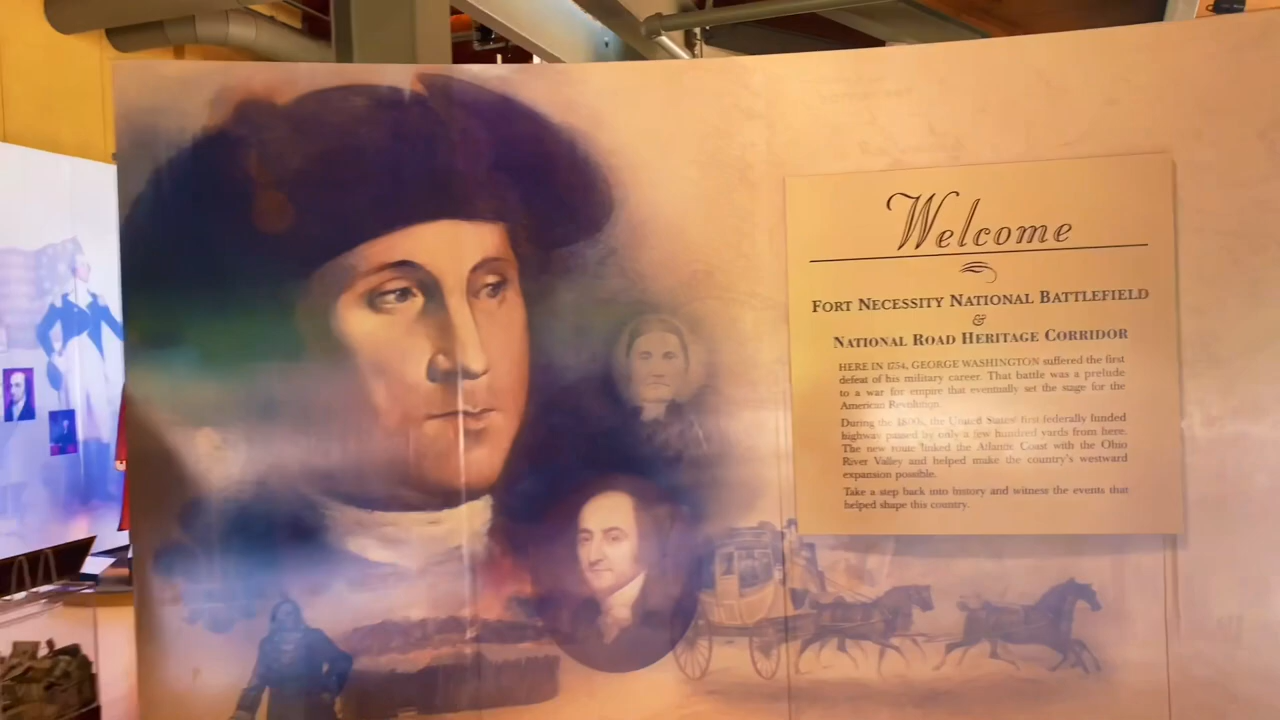 Welcome
FORT NECESSITY NATIONAL BATTLEFIELD
&
NATIONAL ROAD HERITAGE CORRIDOR
HERE IN 1754, GEORGE WASHINGTON suffered the first
defeat of his military career. That battle was a prelude
to a war for empire that eventually set the stage for the
American Revolution.
During the 1800s, the United States' first federally funded
highway passed by only a few hundred yards from here.
The new route linked the Atlantic Coast with the Ohio
River Valley and helped make the country's westward
expansion possible.
Take a step back into history and witness the events that
helped shape this country.